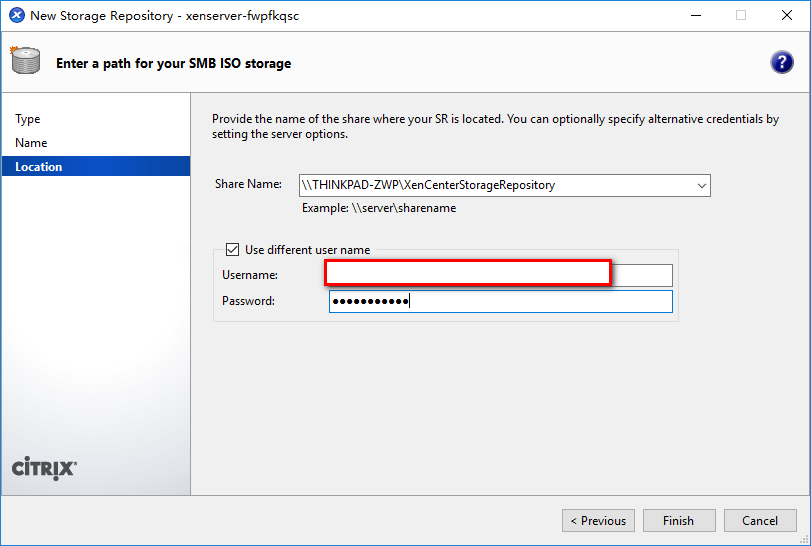 New Storage Repository - xenserver-fwpfkqsc
Enter a path for your SMB ISO storage
?
Type
Name
Location
Provide the name of the share where your SR is located. You can optionally specify alternative credentials by
setting the server options.
Share Name: \\THINKPAD-ZWP\XenCenterStorageRepository
Example: \\server\sharename
Use different user name
Username:
Password: ●●●●●●●●●●●
CITRIX
< Previous Finish Cancel